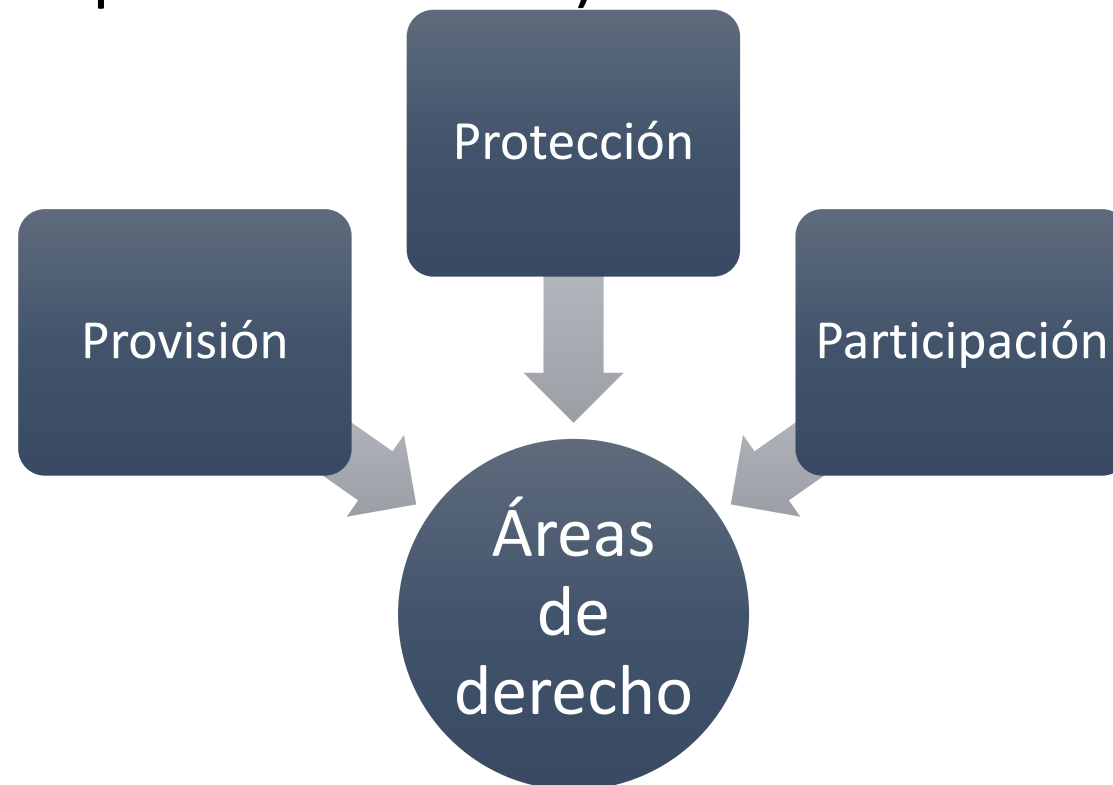 Protección
Provisión
Participación
Áreas
de
derecho